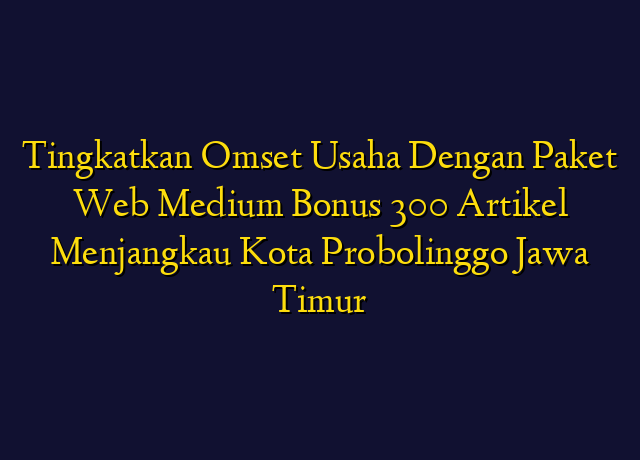 Tingkatkan Omset Usaha Dengan Paket
Web Medium Bonus 300 Artikel
Menjangkau Kota Probolinggo Jawa
Timur